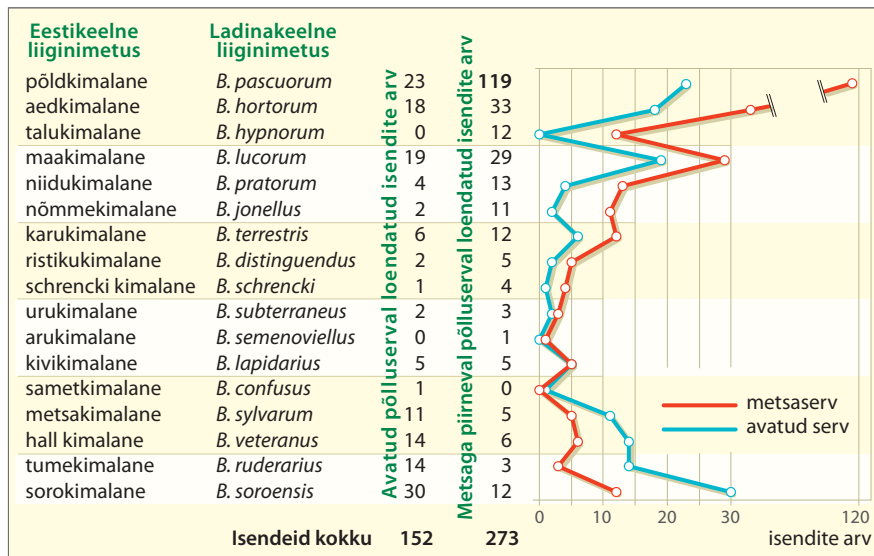 Eestikeelne liiginimetus
Ladinakeelne liiginimetus
Avatud põlluserval loendatud isendite arv
Metsaga piirneval põlluserval loendatud isendite arv
põldkimalane B. pascuorum 23 119
aedkimalane B. hortorum 18 33
talukimalane B. hypnorum 0 12
maakimalane B. lucorum 19 29
niidukimalane B. pratorum 4 13
nõmmekimalane B. jonellus 2 11
karukimalane B. terrestris 6 12
ristikukimalane B. distinguendus 2 5
schrencki kimalane B. schrencki 1 4
urukimalane B. subterraneus 2 3
arukimalane B. semenoviellus 0 1
kivikimalane B. lapidarius 5 5
sametkimalane B. confusus 1 0
metsakimalane B. sylvarum 11 5
hall kimalane B. veteranus 14 6
tumekimalane B. ruderarius 14 3
sorokimalane B. soroensis 30 12
Isendeid kokku 152 273
metsaserv
avatud serv
0 10 20 30 120
isendite arv